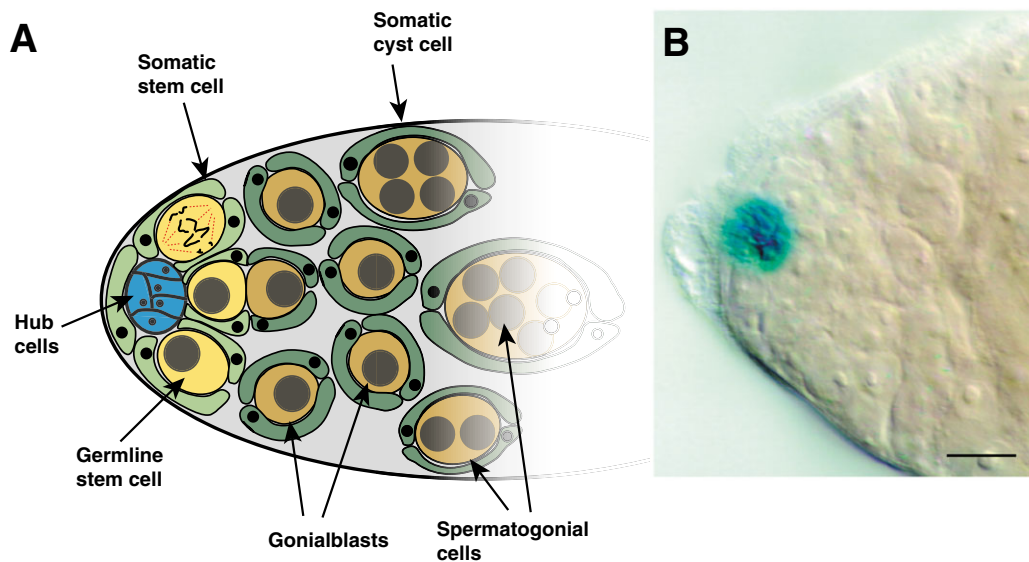 A
B
Somatic
cyst cell
Somatic
stem cell
Hub
cells
Germline
stem cell
Gonialblasts
Spermatogonial
cells